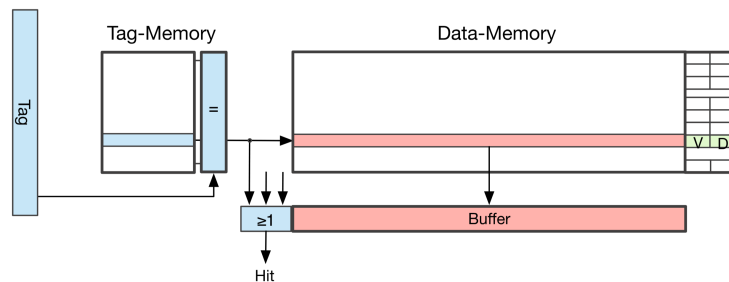 Tag-Memory
Data-Memory
Tag
=
V D
≥1
Buffer
Hit